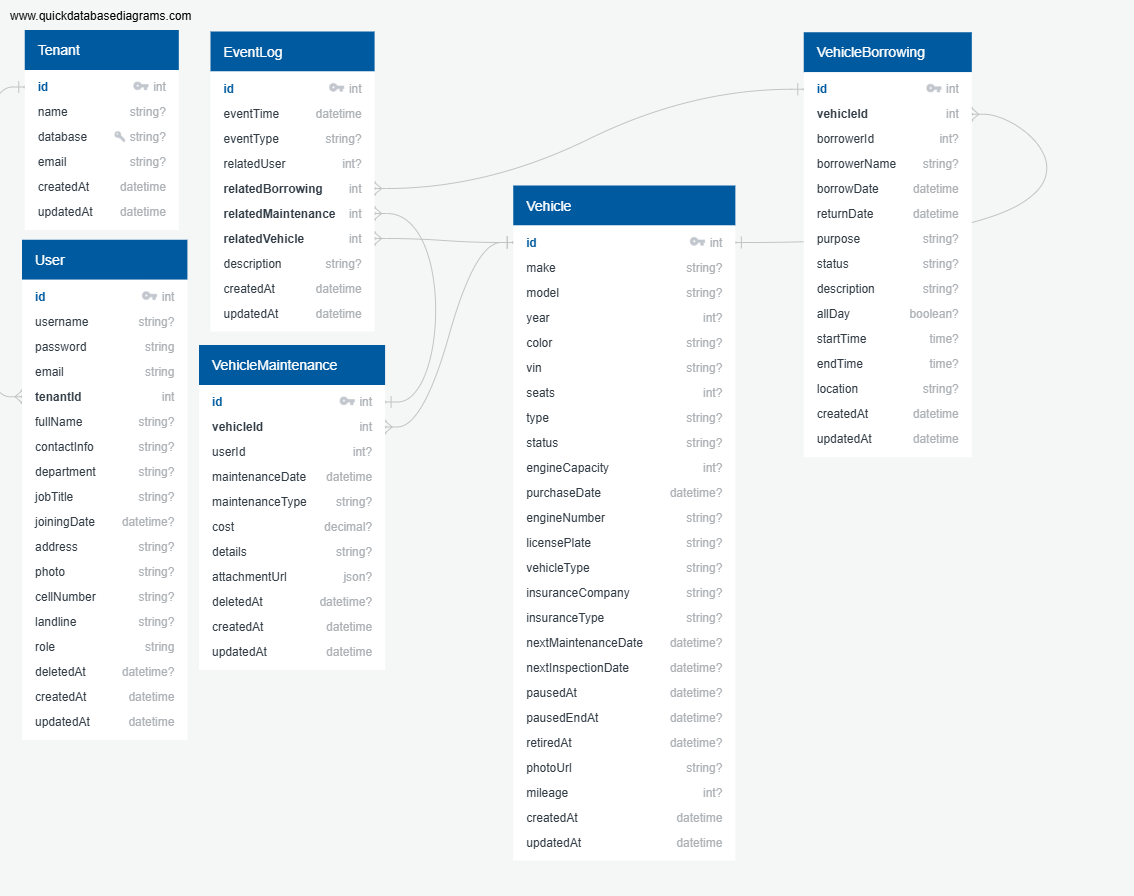 www.quickdatabasediagrams.com
Tenant
id int
name string?
database string?
email string?
createdAt datetime
updatedAt datetime
User
id int
username string?
password string
email string
tenantId int
fullName string?
contactInfo string?
department string?
jobTitle string?
joiningDate datetime?
address string?
photo string?
cellNumber string?
landline string?
role string
deletedAt datetime?
createdAt datetime
updatedAt datetime
EventLog
id int
eventTime datetime
eventType string?
relatedUser int?
relatedBorrowing int
relatedMaintenance int
relatedVehicle int
description string?
createdAt datetime
updatedAt datetime
VehicleMaintenance
id int
vehicleId int
userId int?
maintenanceDate datetime
maintenanceType string?
cost decimal?
details string?
attachmentUrl json?
deletedAt datetime?
createdAt datetime
updatedAt datetime
Vehicle
id int
make string?
model string?
year int?
color string?
vin string?
seats int?
type string?
status string?
engineCapacity int?
purchaseDate datetime?
engineNumber string?
licensePlate string?
vehicleType string?
insuranceCompany string?
insuranceType string?
nextMaintenanceDate datetime?
nextInspectionDate datetime?
pausedAt datetime?
pausedEndAt datetime?
retiredAt datetime?
photoUrl string?
mileage int?
createdAt datetime
updatedAt datetime
VehicleBorrowing
id int
vehicleId int
borrowerId int?
borrowerName string?
borrowDate datetime
returnDate datetime
purpose string?
status string?
description string?
allDay boolean?
startTime time?
endTime time?
location string?
createdAt datetime
updatedAt datetime